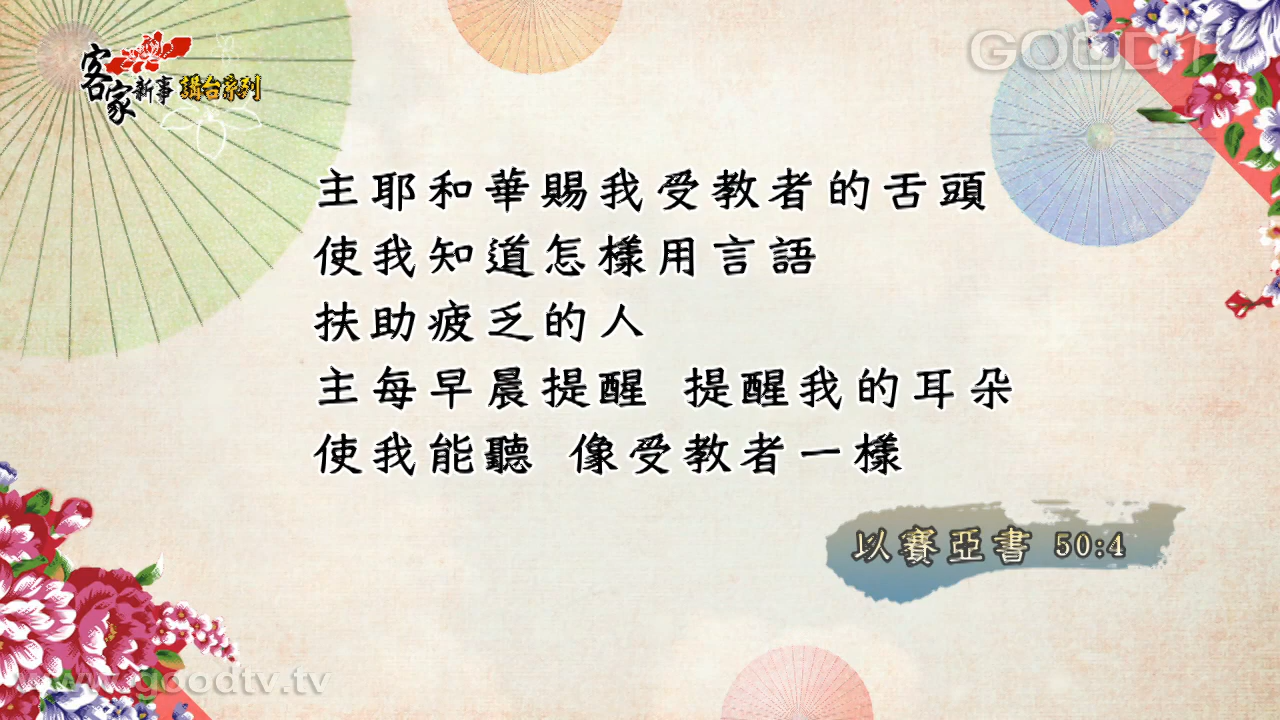 客家新事 講台系列
GOODTV
主耶和華賜我受教者的舌頭
使我知道怎樣用言語
扶助疲乏的人
主每早晨提醒 提醒我的耳朵
使我能聽 像受教者一樣
以賽亞書 50:4
www.goodtv.tv